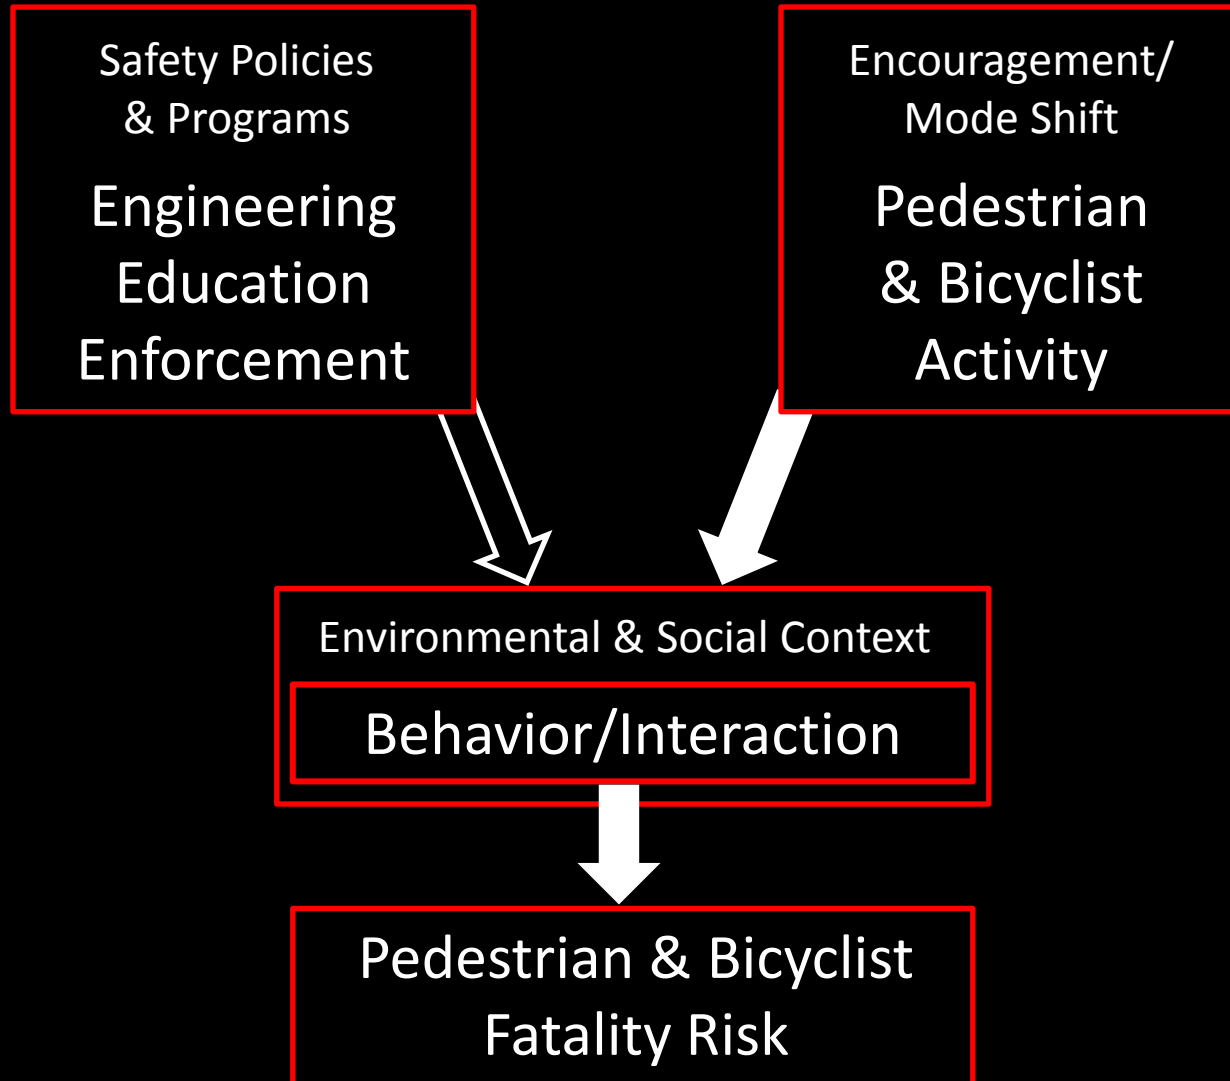 Safety Policies
& Programs
Engineering
Education
Enforcement
Encouragement/
Mode Shift
Pedestrian
& Bicyclist
Activity
Environmental & Social Context
Behavior/Interaction
Pedestrian & Bicyclist
Fatality Risk